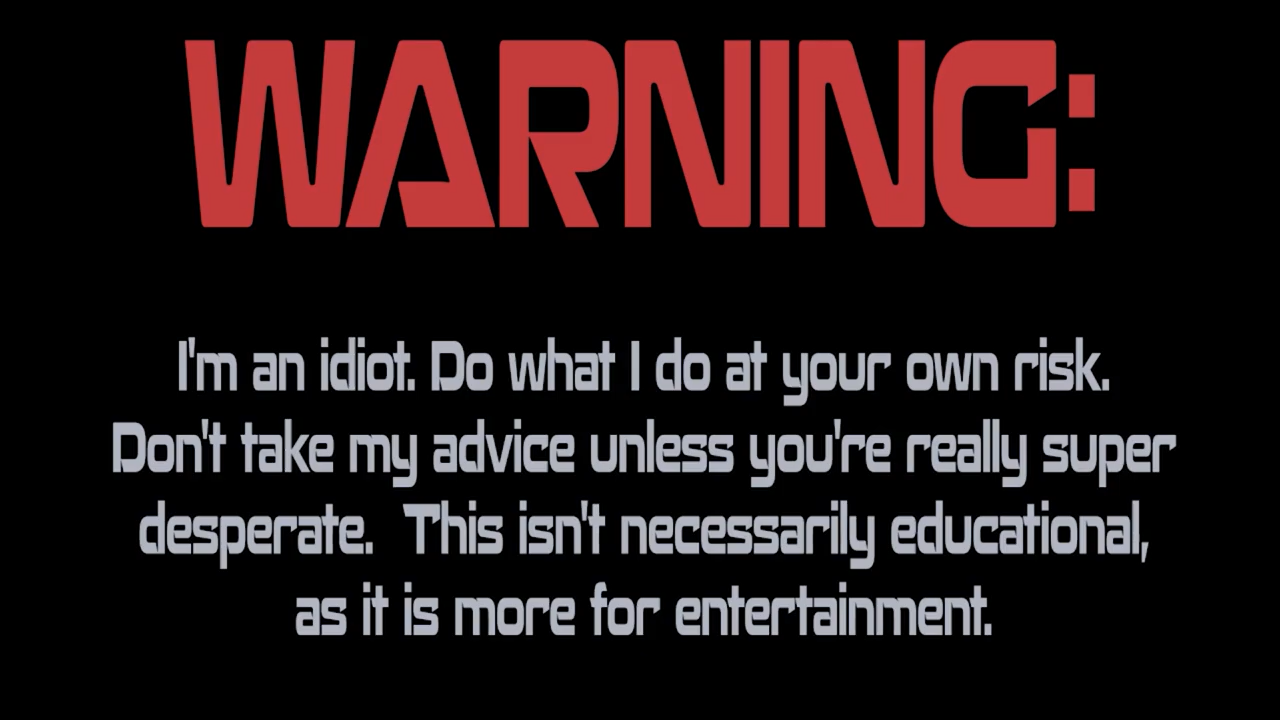 WARNING:
I'm an idiot. Do what I do at your own risk.
Don't take my advice unless you're really super
desperate.  This isn't necessarily educational,
as it is more for entertainment.